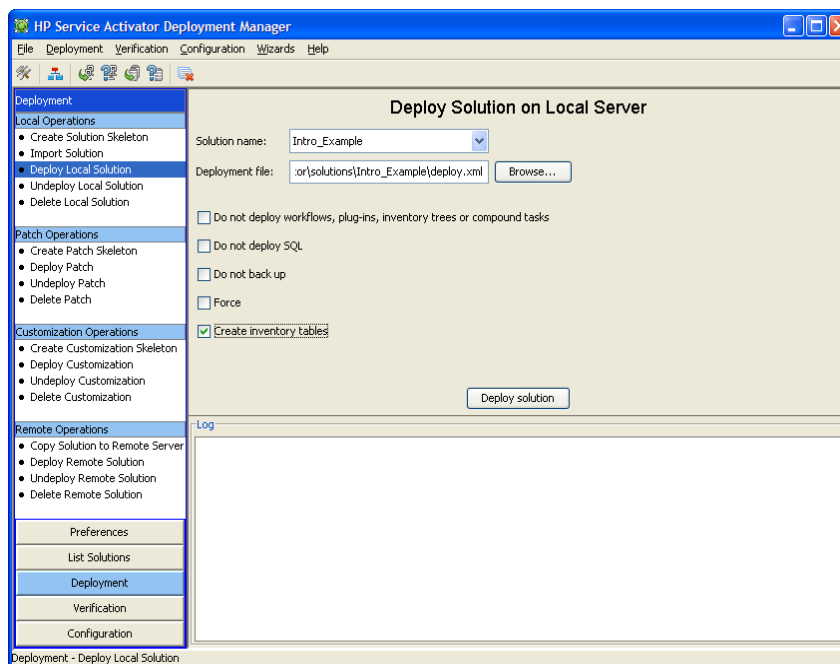 HP Service Activator Deployment Manager
File Deployment Verification Configuration Wizards Help
Deployment
Local Operations
Create Solution Skeleton
Import Solution
Deploy Local Solution
Undeploy Local Solution
Delete Local Solution
Patch Operations
Create Patch Skeleton
Deploy Patch
Undeploy Patch
Delete Patch
Customization Operations
Create Customization Skeleton
Deploy Customization
Undeploy Customization
Delete Customization
Remote Operations
Copy Solution to Remote Server
Deploy Remote Solution
Undeploy Remote Solution
Delete Remote Solution
Preferences
List Solutions
Deployment
Verification
Configuration
Deploy Solution on Local Server
Solution name: Intro_Example
Deployment file: :or\solutions\Intro_Example\deploy.xml Browse...
Do not deploy workflows, plug-ins, inventory trees or compound tasks
Do not deploy SQL
Do not back up
Force
Create inventory tables
Deploy solution
Log
Deployment - Deploy Local Solution